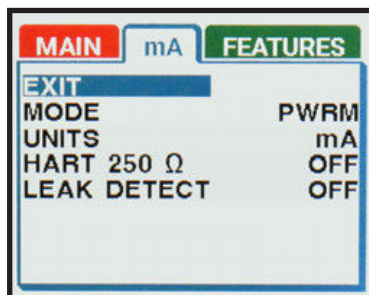 MAIN mA FEATURES
EXIT
MODE PWRM
UNITS mA
HART 250 Ω OFF
LEAK DETECT OFF